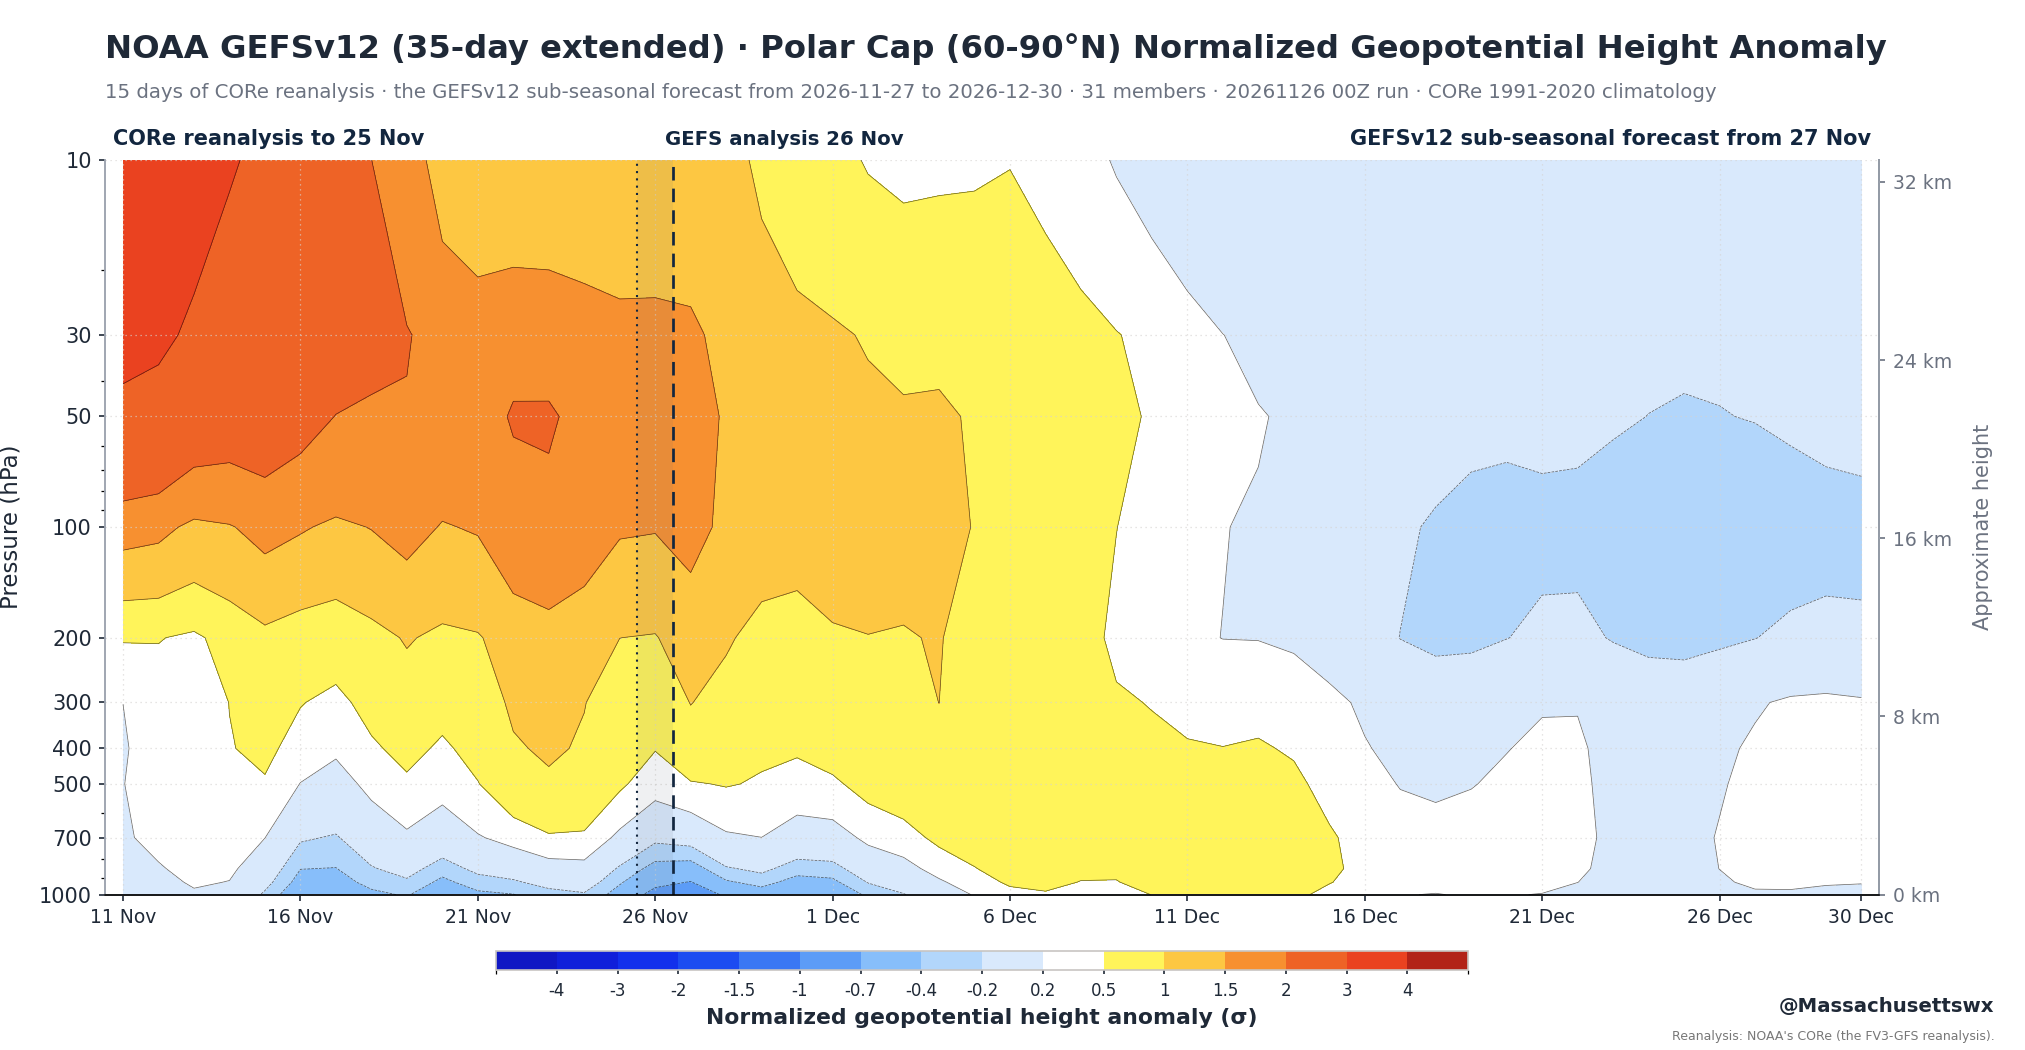 NOAA GEFSv12 (35-day extended) · Polar Cap (60-90°N) Normalized Geopotential Height Anomaly
15 days of CORe reanalysis · the GEFSv12 sub-seasonal forecast from 2026-11-27 to 2026-12-30 · 31 members · 20261126 00Z run · CORe 1991-2020 climatology
CORe reanalysis to 25 Nov
GEFS analysis 26 Nov
GEFSv12 sub-seasonal forecast from 27 Nov
Pressure (hPa)
10
30
50
100
200
300
400
500
700
1000
32 km
24 km
16 km
8 km
0 km
Approximate height
11 Nov
16 Nov
21 Nov
26 Nov
1 Dec
6 Dec
11 Dec
16 Dec
21 Dec
26 Dec
30 Dec
-4 -3 -2 -1.5 -1 -0.7 -0.4 -0.2 0.2 0.5 1 1.5 2 3 4
Normalized geopotential height anomaly (σ)
@Massachusettswx
Reanalysis: NOAA's CORe (the FV3-GFS reanalysis).